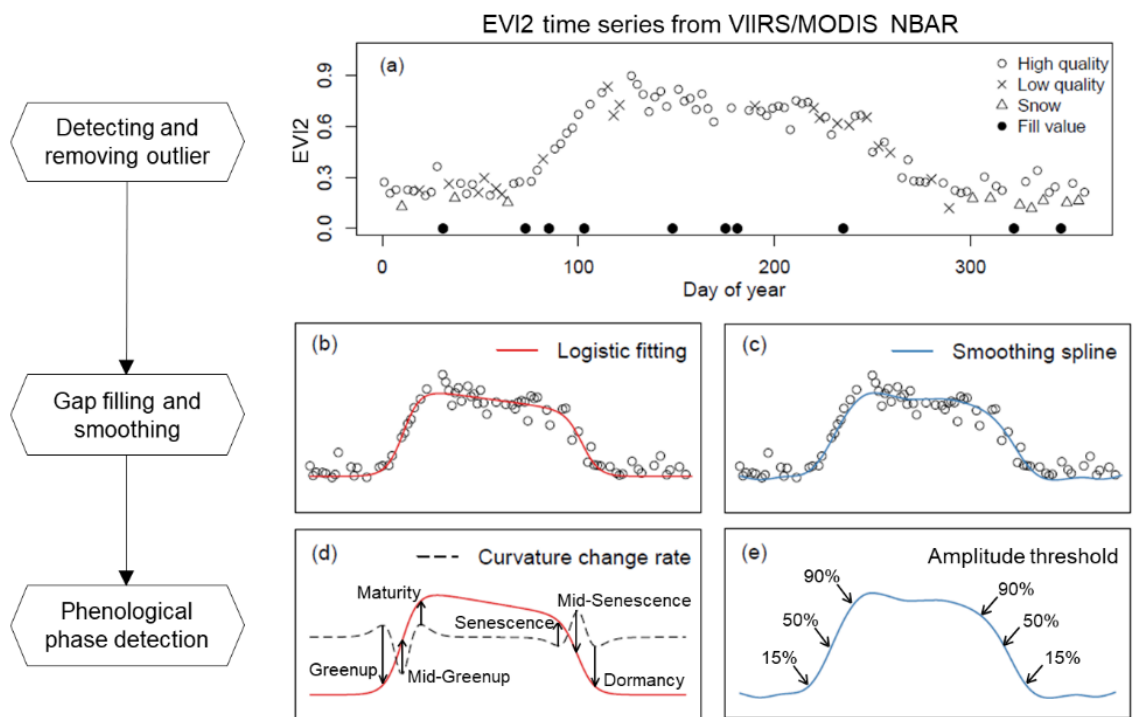 EVI2 time series from VIIRS/MODIS NBAR
Detecting and
removing outlier
Gap filling and
smoothing
Phenological
phase detection
(a)
High quality
Low quality
Snow
Fill value
EVI2
0.9
0.6
0.3
0.0
0
100
200
300
Day of year
(b)
Logistic fitting
(c)
Smoothing spline
(d)
Curvature change rate
Maturity
Mid-Senescence
Senescence
Greenup
Mid-Greenup
Dormancy
(e)
Amplitude threshold
90%
90%
50%
50%
15%
15%